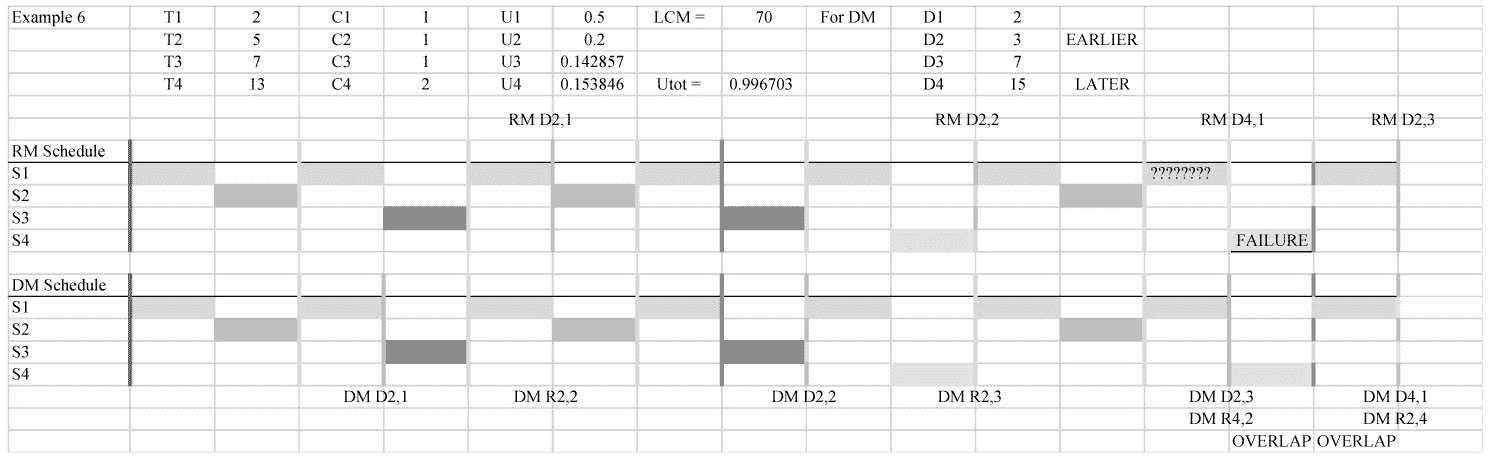 Example 6 T1 2 C1 1 U1 0.5 LCM = 70 For DM D1 2
T2 5 C2 1 U2 0.2 D2 3 EARLIER
T3 7 C3 1 U3 0.142857 D3 7
T4 13 C4 2 U4 0.153846 Utot = 0.996703 D4 15 LATER
RM D2,1 RM D2,2 RM D4,1 RM D2,3
RM Schedule
S1 ????????
S2
S3
S4 FAILURE
DM Schedule
S1
S2
S3
S4
DM D2,1 DM R2,2 DM D2,2 DM R2,3 DM D2,3 DM D4,1
DM R4,2 DM R2,4
OVERLAP OVERLAP